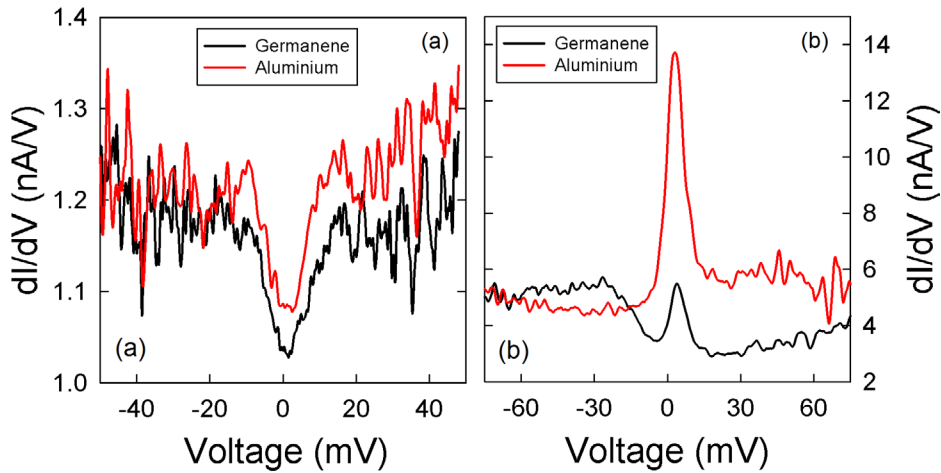 1.4
1.3
1.2
1.1
1.0
dI/dV (nA/V)
Germanene
Aluminium
(a)
(a)
-40 -20 0 20 40
Voltage (mV)
Germanene
Aluminium
(b)
(b)
14
12
10
8
6
4
2
dI/dV (nA/V)
-60 -30 0 30 60
Voltage (mV)